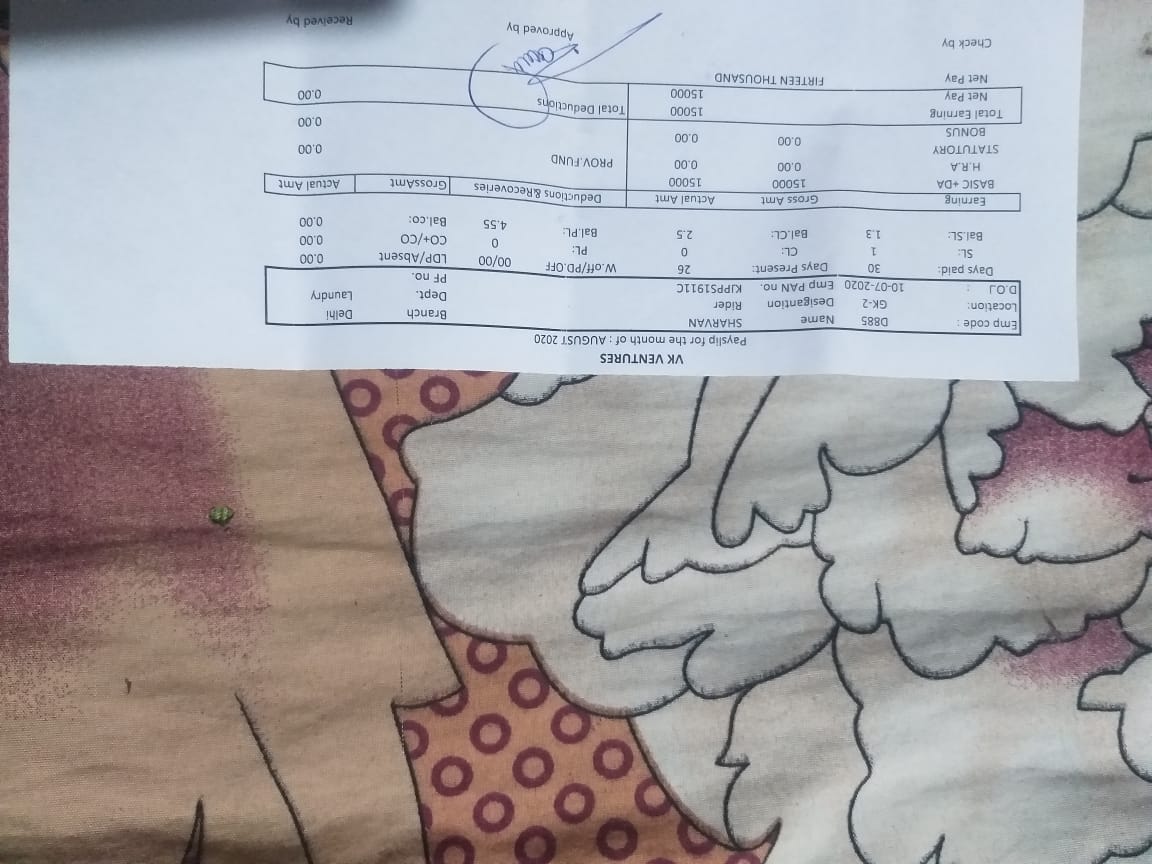 VK VENTURES
Payslip for the month of : AUGUST 2020
Emp code : D885 Name SHARVAN Branch Delhi
Location: GK-2 Desigantion Rider Dept. Laundry
D.O.J : 10-07-2020 Emp PAN no. KJPPS1911C PF no.
Days paid: 30 Days Present: 26 W.off/PD.OFF 00/00 LDP/Absent 0.00
SL: 1 CL: 0 PL: 0 CO+/CO 0.00
Bal.SL: 1.3 Bal.CL: 2.5 Bal.PL: 4.55 Bal.co: 0.00
Earning Gross Amt Actual Amt Deductions & Recoveries GrossAmt Actual Amt
BASIC +DA 15000 15000
H.R.A 0.00 0.00 PROV.FUND 0.00
STATUTORY
BONUS 0.00 0.00 0.00
Total Earning 15000 Total Deductions 0.00
Net Pay 15000
Net Pay FIRTEEN THOUSAND
Check by Approved by Received by